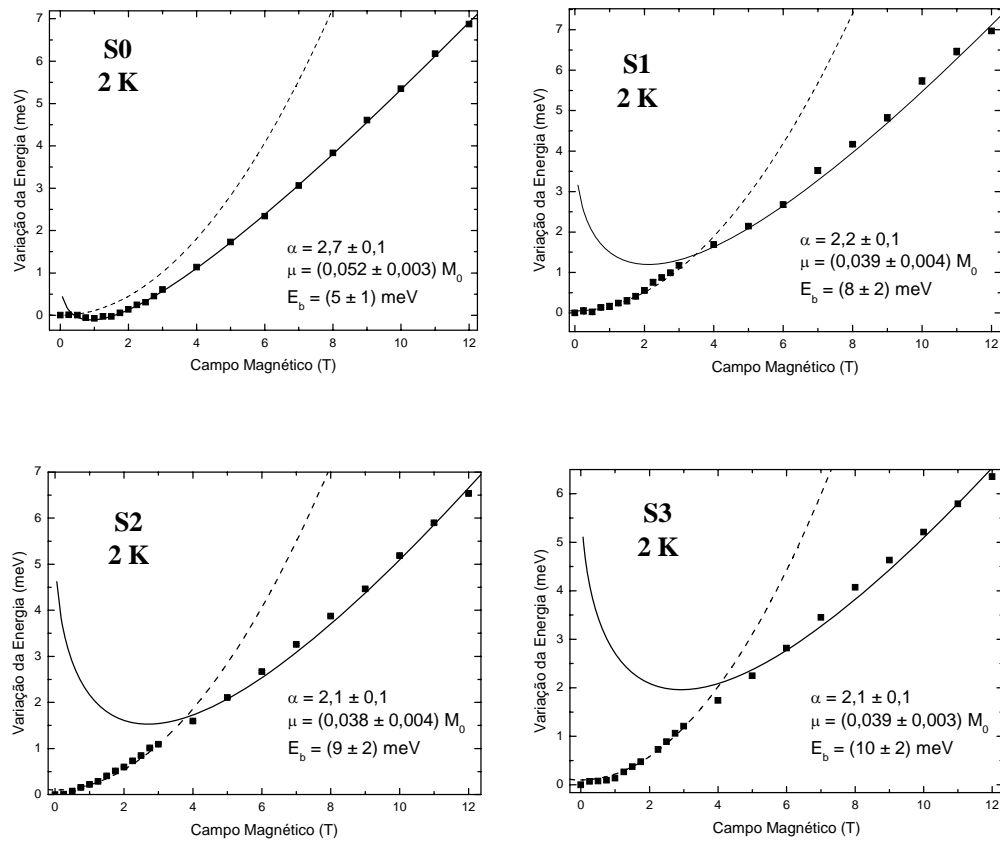 S0
2 K
α = 2,7 ± 0,1
μ = (0,052 ± 0,003) M0
Eb = (5 ± 1) meV
Variação da Energia (meV)
7
6
5
4
3
2
1
0
0 2 4 6 8 10 12
Campo Magnético (T)
S1
2 K
α = 2,2 ± 0,1
μ = (0,039 ± 0,004) M0
Eb = (8 ± 2) meV
Variação da Energia (meV)
7
6
5
4
3
2
1
0
0 2 4 6 8 10 12
Campo Magnético (T)
S2
2 K
α = 2,1 ± 0,1
μ = (0,038 ± 0,004) M0
Eb = (9 ± 2) meV
Variação da Energia (meV)
7
6
5
4
3
2
1
0
0 2 4 6 8 10 12
Campo Magnético (T)
S3
2 K
α = 2,1 ± 0,1
μ = (0,039 ± 0,003) M0
Eb = (10 ± 2) meV
Variação da Energia (meV)
6
5
4
3
2
1
0
0 2 4 6 8 10 12
Campo Magnético (T)